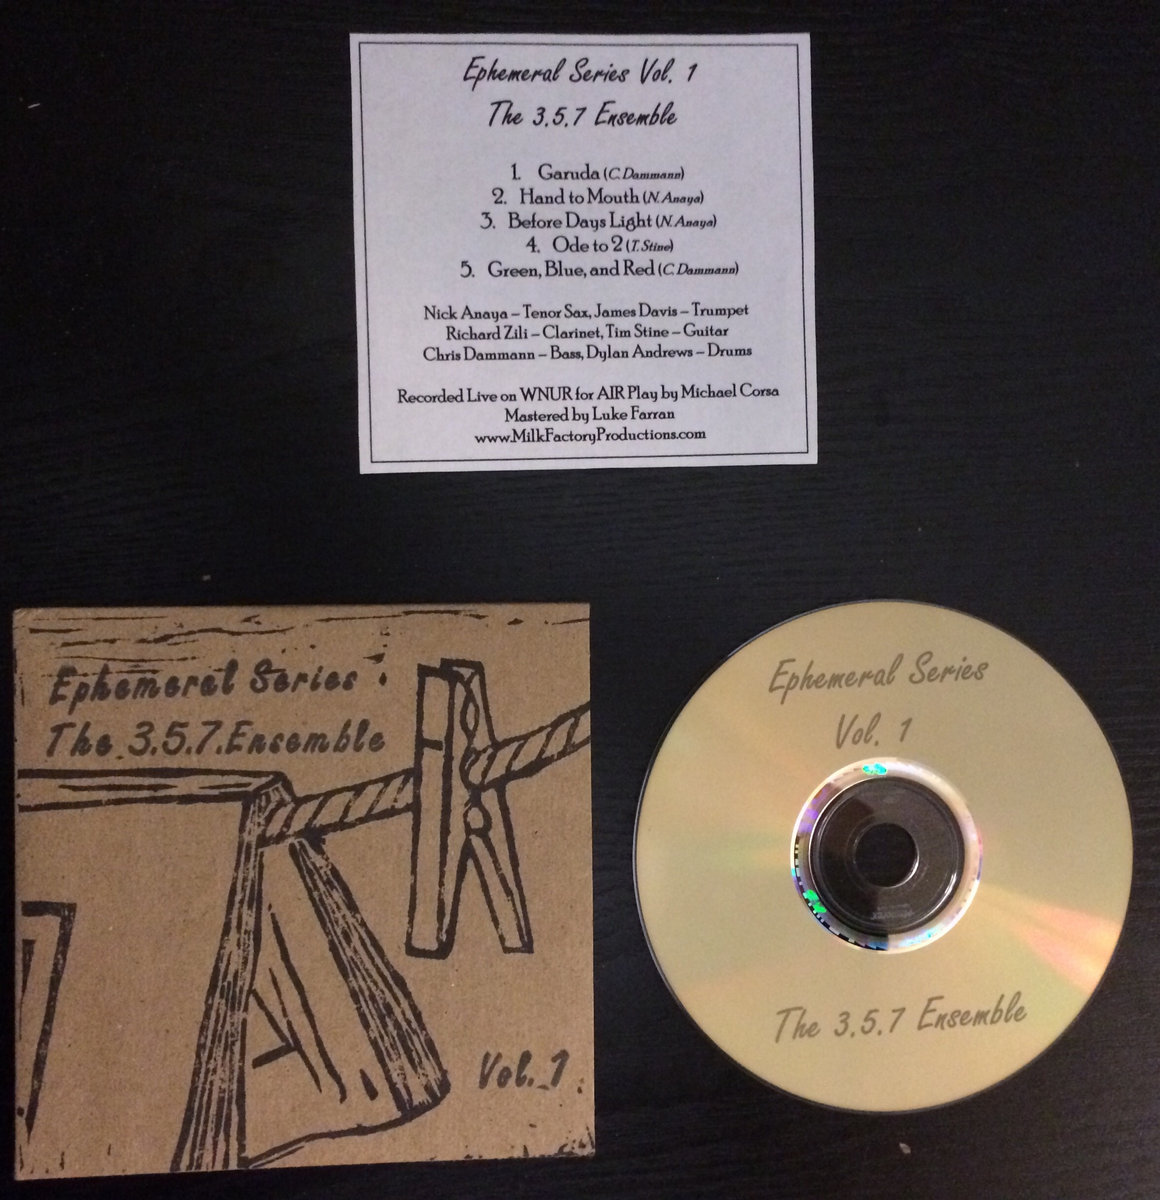 Ephemeral Series Vol. 1
The 3.5.7 Ensemble
1. Garuda (C. Dammann)
2. Hand to Mouth (N. Anaya)
3. Before Days Light (N. Anaya)
4. Ode to 2 (T. Stine)
5. Green, Blue, and Red (C. Dammann)
Nick Anaya – Tenor Sax, James Davis – Trumpet
Richard Zili – Clarinet, Tim Stine – Guitar
Chris Dammann – Bass, Dylan Andrews – Drums
Recorded Live on WNUR for AIR Play by Michael Corsa
Mastered by Luke Farran
www.MilkFactoryProductions.com
Ephemeral Series
The 3.5.7.Ensemble
Vol. 1
Ephemeral Series
Vol. 1
The 3.5.7 Ensemble